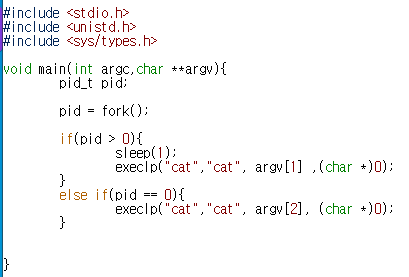 #include <stdio.h>
#include <unistd.h>
#include <sys/types.h>
void main(int argc,char **argv){
pid_t pid;
pid = fork();
if(pid > 0){
sleep(1);
execlp("cat","cat", argv[1] ,(char *)0);
}
else if(pid == 0){
execlp("cat","cat", argv[2], (char *)0);
}
}